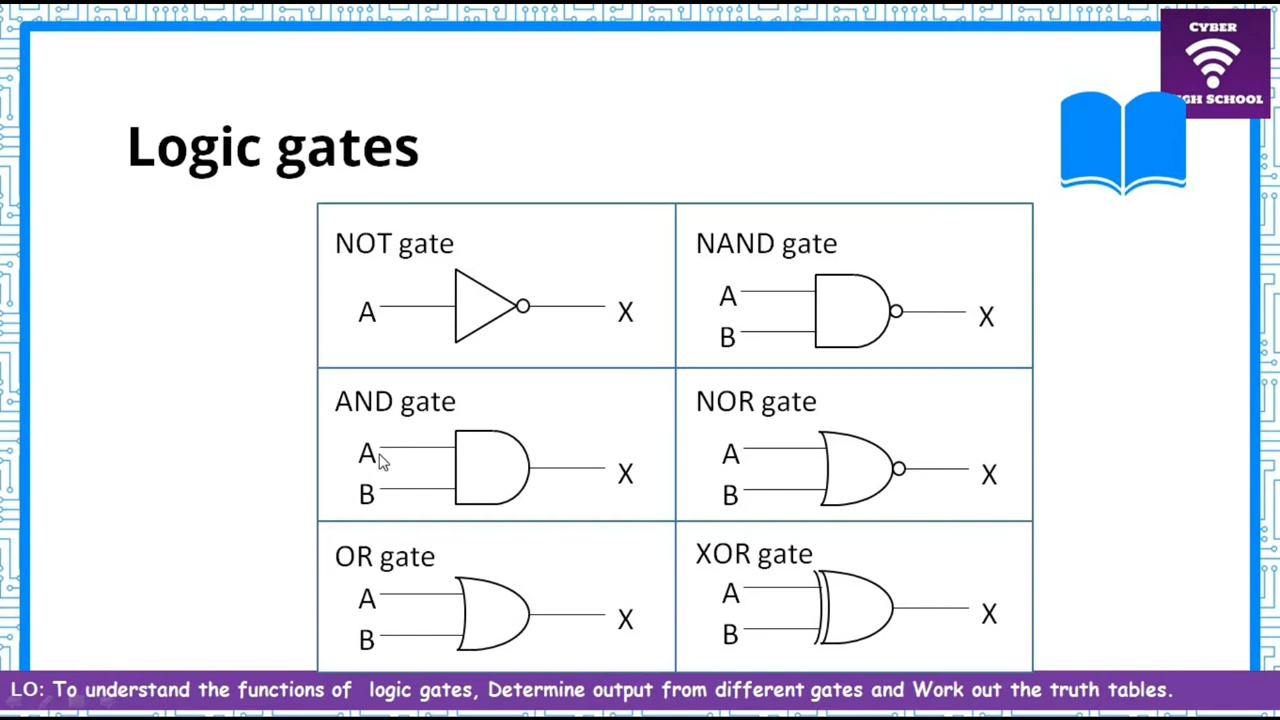 CYBER
HIGH SCHOOL
Logic gates
NOT gate
A
X
NAND gate
A
B
X
AND gate
A
B
X
NOR gate
A
B
X
OR gate
A
B
X
XOR gate
A
B
X
LO: To understand the functions of logic gates, Determine output from different gates and Work out the truth tables.